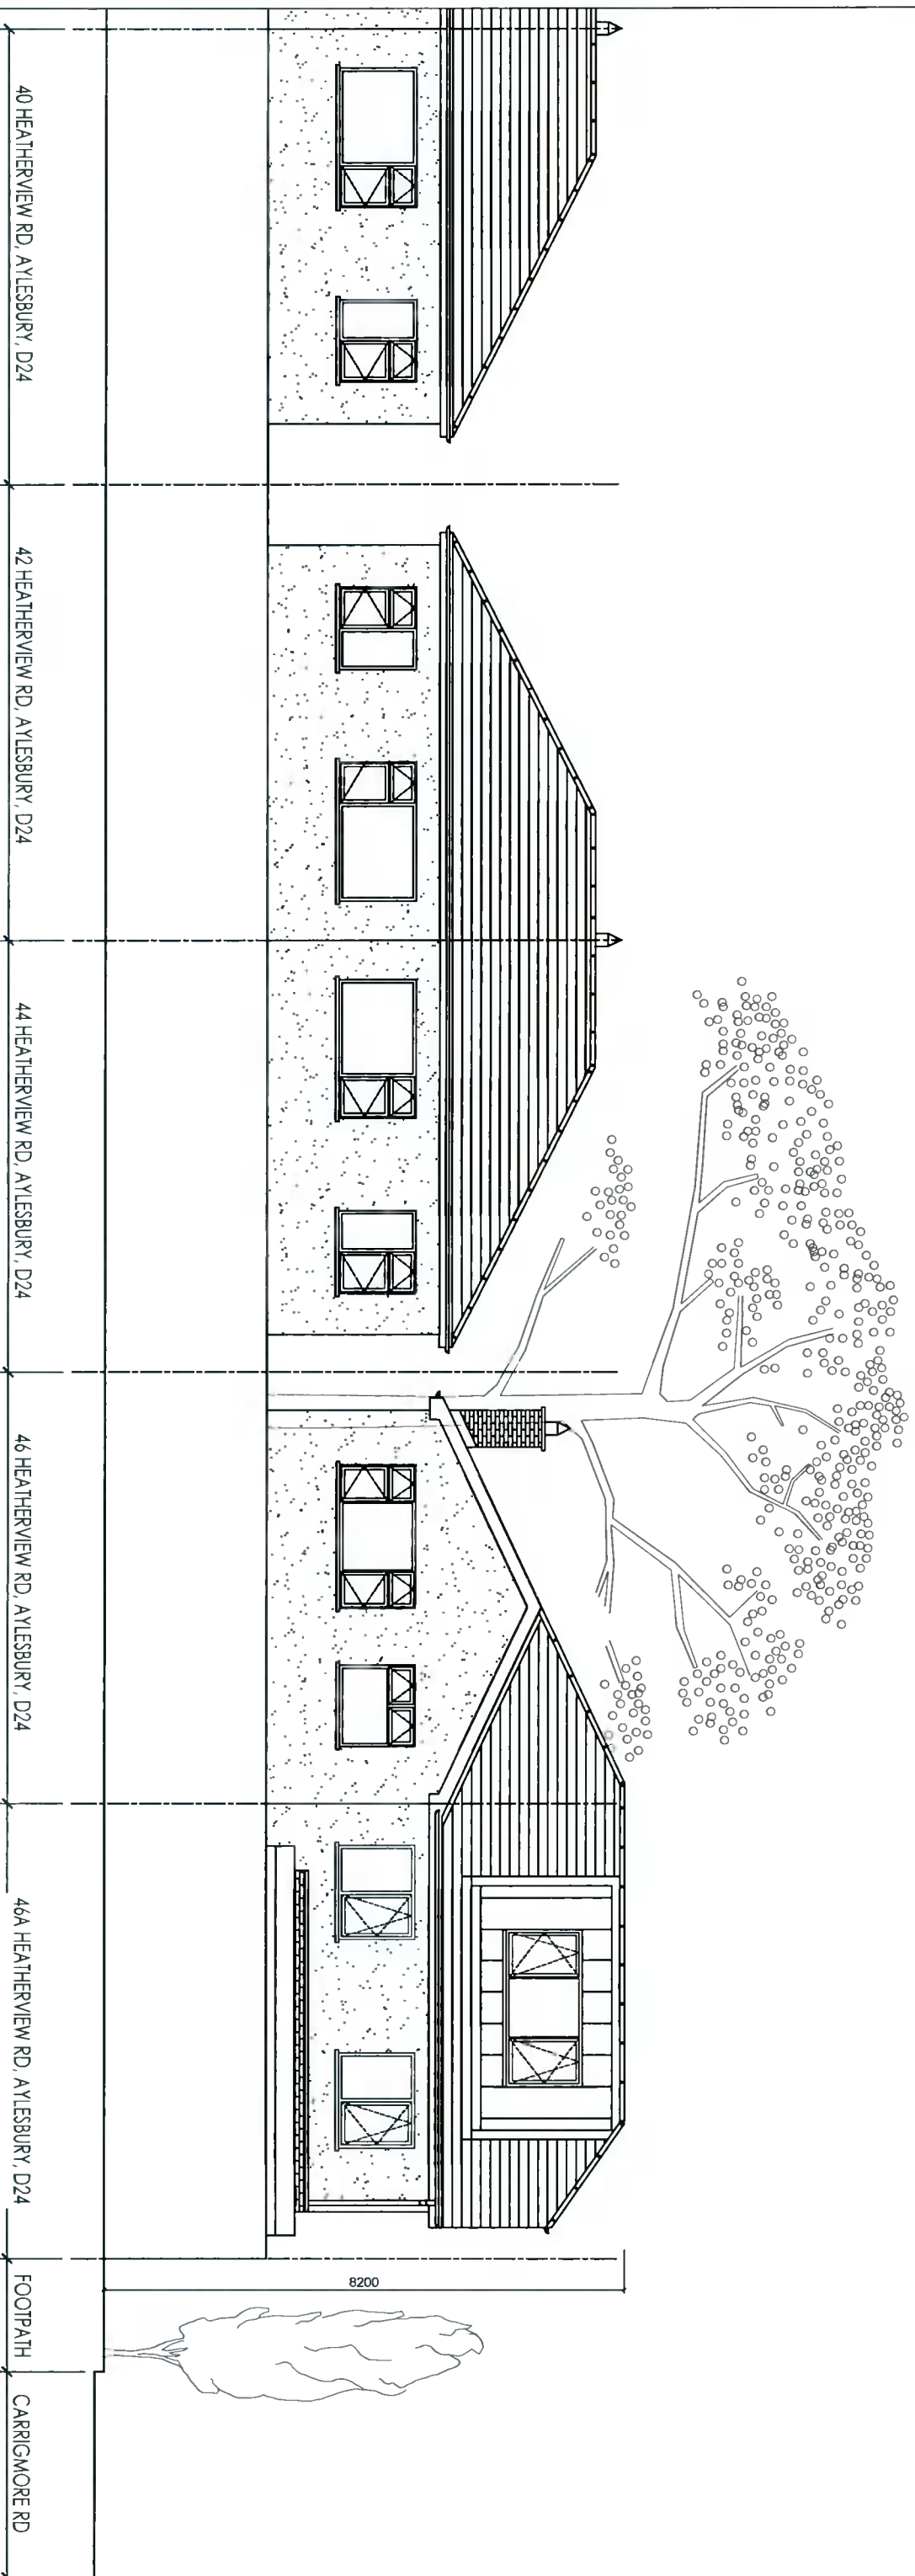 40 HEATHERVIEW RD, AYLESBURY, D24
42 HEATHERVIEW RD, AYLESBURY, D24
44 HEATHERVIEW RD, AYLESBURY, D24
46 HEATHERVIEW RD, AYLESBURY, D24
46A HEATHERVIEW RD, AYLESBURY, D24
FOOTPATH
CARRIGMORE RD
8200